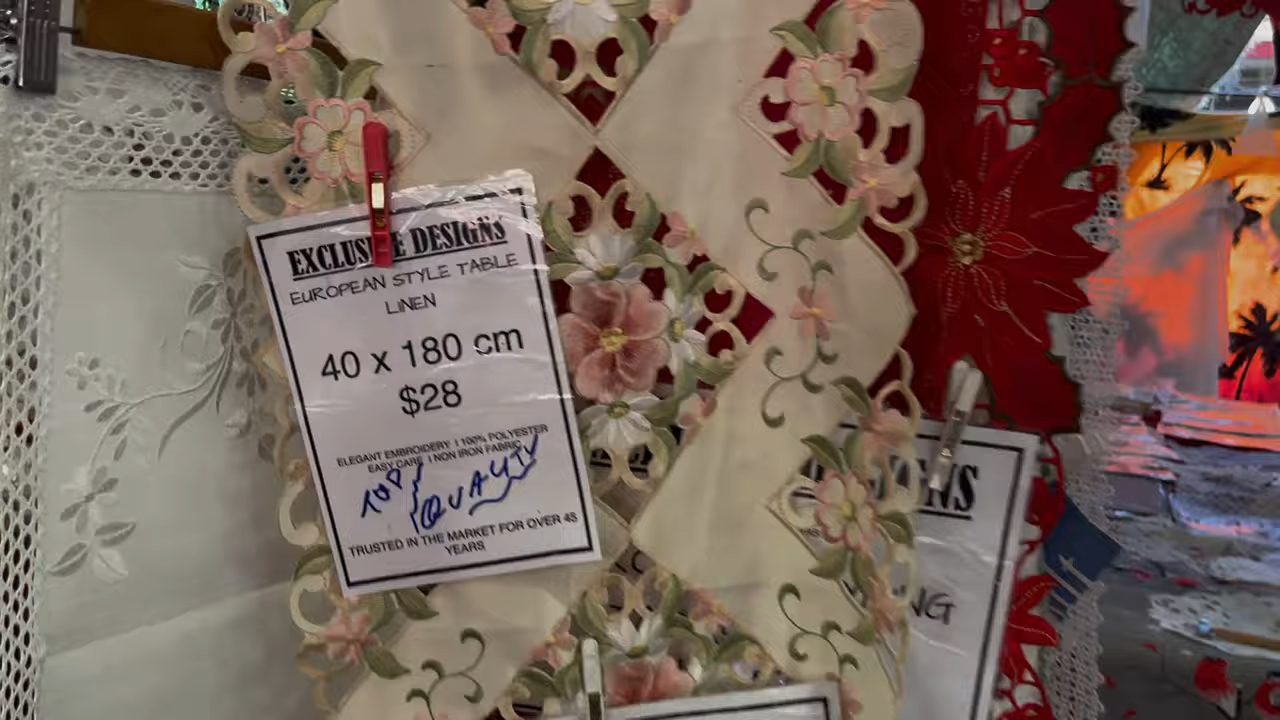 EXCLUSIVE DESIGNS
EUROPEAN STYLE TABLE
LINEN
40 x 180 cm
$28
ELEGANT EMBROIDERY | 100% POLYESTER
EASY CARE | NON IRON FABRIC
TOP QUALITY
TRUSTED IN THE MARKET FOR OVER 45
YEARS